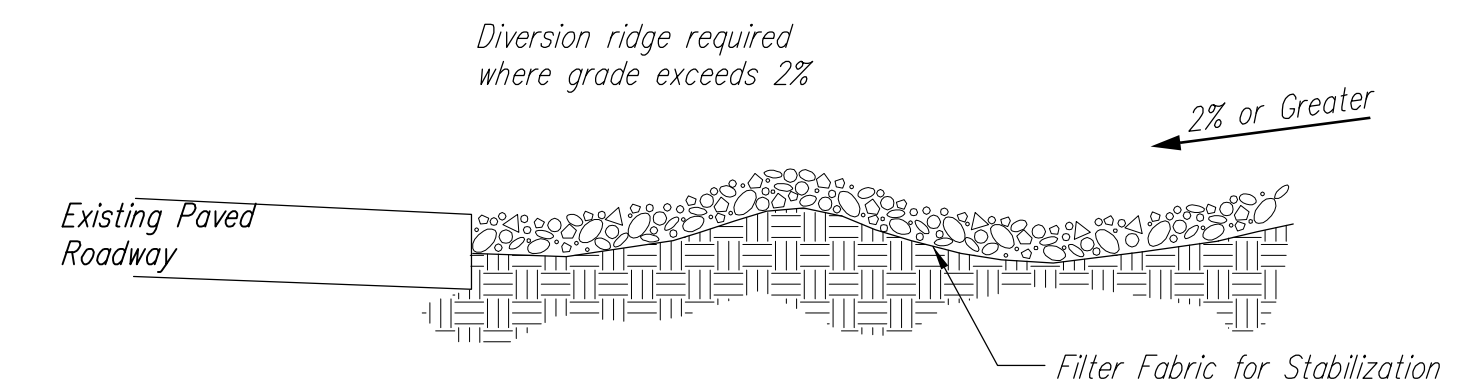 Diversion ridge required
where grade exceeds 2%
2% or Greater
Existing Paved
Roadway
Filter Fabric for Stabilization